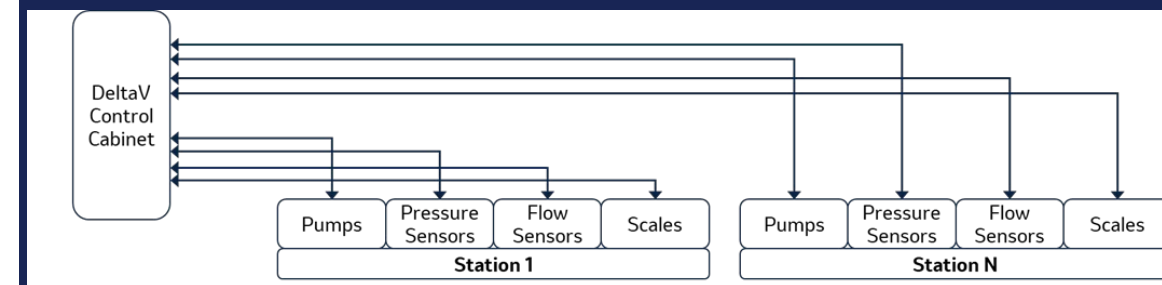 DeltaV
Control
Cabinet
Pumps
Pressure
Sensors
Flow
Sensors
Scales
Station 1
Pumps
Pressure
Sensors
Flow
Sensors
Scales
Station N